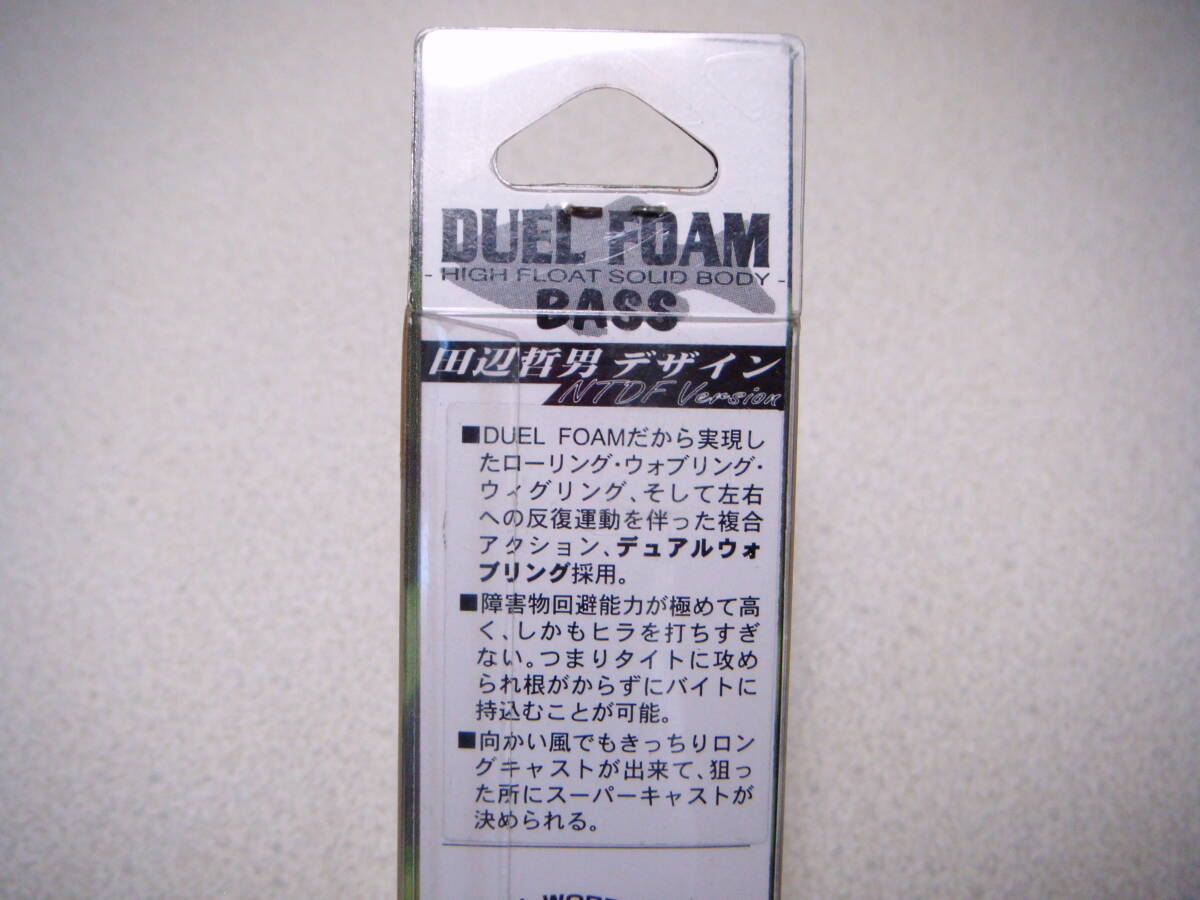 DUEL FOAM
- HIGH FLOAT SOLID BODY -
BASS
田辺哲男 デザイン
NTDF Version
■DUEL FOAMだから実現し
たローリング・ウォブリング・
ウィグリング、そして左右
への反復運動を伴った複合
アクション、デュアルウォ
ブリング採用。
■障害物回避能力が極めて高
く、しかもヒラを打ちすぎ
ない。つまりタイトに攻め
られ根がからずにバイトに
持込むことが可能。
■向かい風でもきっちりロン
グキャストが出来て、狙っ
た所にスーパーキャストが
決められる。